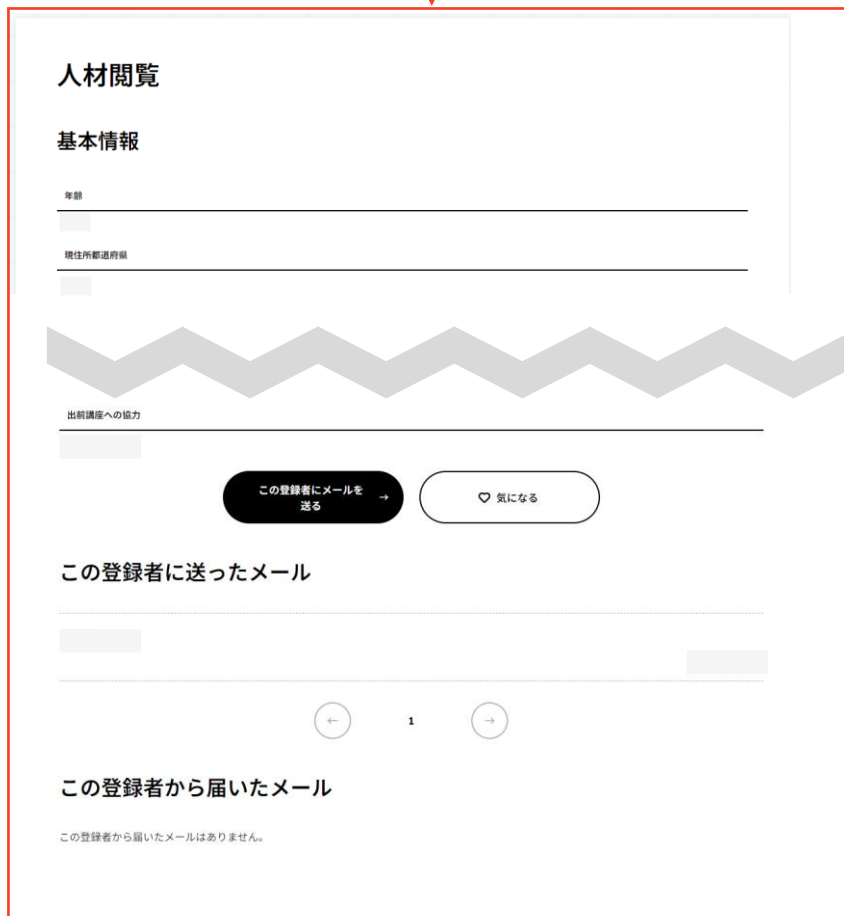 人材閲覧
基本情報
年齢
現住所都道府県
出前講座への協力
この登録者にメールを
送る
→
♡ 気になる
この登録者に送ったメール
← 1 →
この登録者から届いたメール
この登録者から届いたメールはありません。